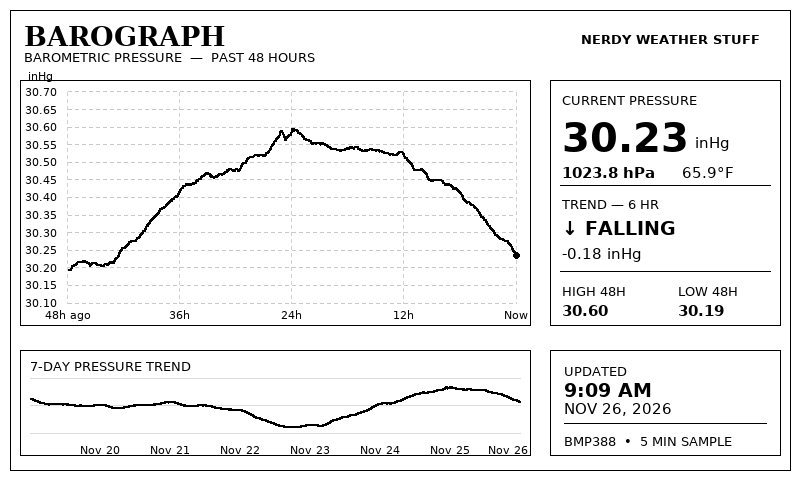 BAROGRAPH
BAROMETRIC PRESSURE — PAST 48 HOURS
NERDY WEATHER STUFF
inHg
30.70
30.65
30.60
30.55
30.50
30.45
30.40
30.35
30.30
30.25
30.20
30.15
30.10
48h ago 36h 24h 12h Now
CURRENT PRESSURE
30.23 inHg
1023.8 hPa 65.9°F
TREND — 6 HR
↓ FALLING
-0.18 inHg
HIGH 48H LOW 48H
30.60 30.19
7-DAY PRESSURE TREND
Nov 20 Nov 21 Nov 22 Nov 23 Nov 24 Nov 25 Nov 26
UPDATED
9:09 AM
NOV 26, 2026
BMP388 • 5 MIN SAMPLE